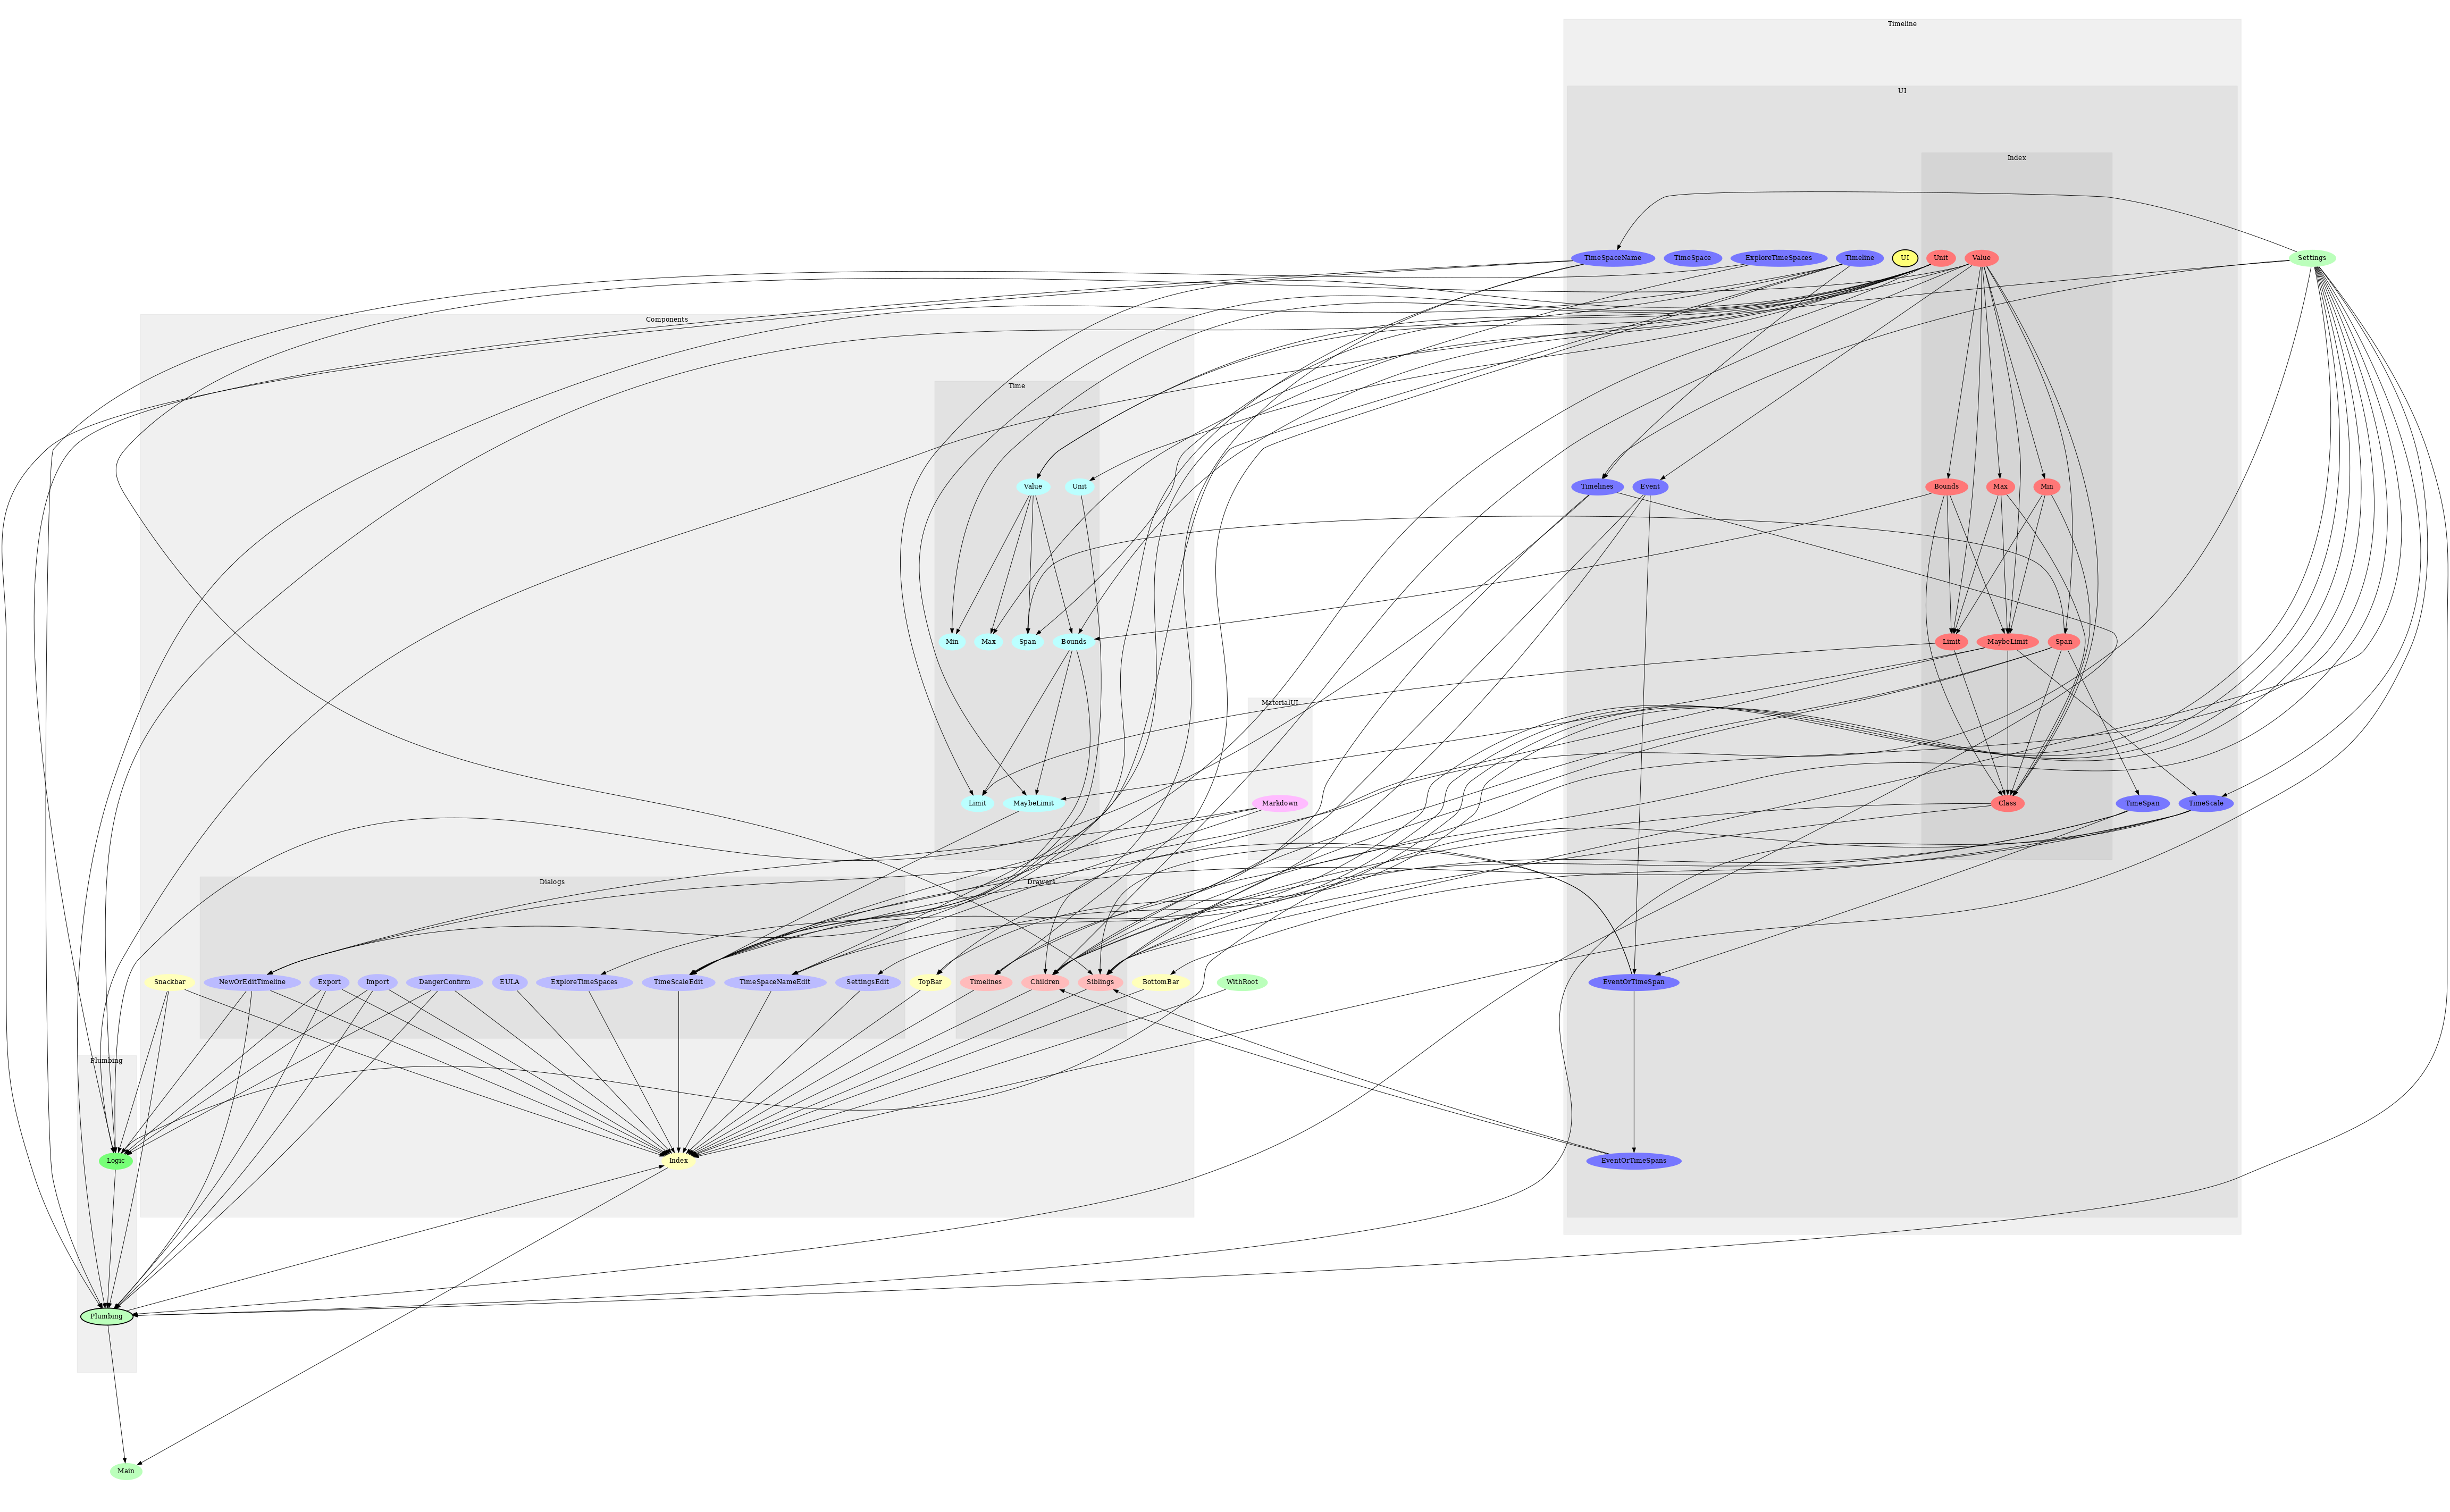 Timeline
UI
Index
TimeSpaceName
TimeSpace
ExploreTimeSpaces
Timeline
UI
Unit
Value
Settings
Components
Time
Value
Unit
Timelines
Event
Bounds
Max
Min
Min
Max
Span
Bounds
Limit
MaybeLimit
Span
MaterialUI
Limit
MaybeLimit
Markdown
Class
TimeSpan
TimeScale
Dialogs
Drawers
Snackbar
NewOrEditTimeline
Export
Import
DangerConfirm
EULA
ExploreTimeSpaces
TimeScaleEdit
TimeSpaceNameEdit
SettingsEdit
TopBar
Timelines
Children
Siblings
BottomBar
WithRoot
EventOrTimeSpan
Plumbing
Logic
Index
EventOrTimeSpans
Plumbing
Main